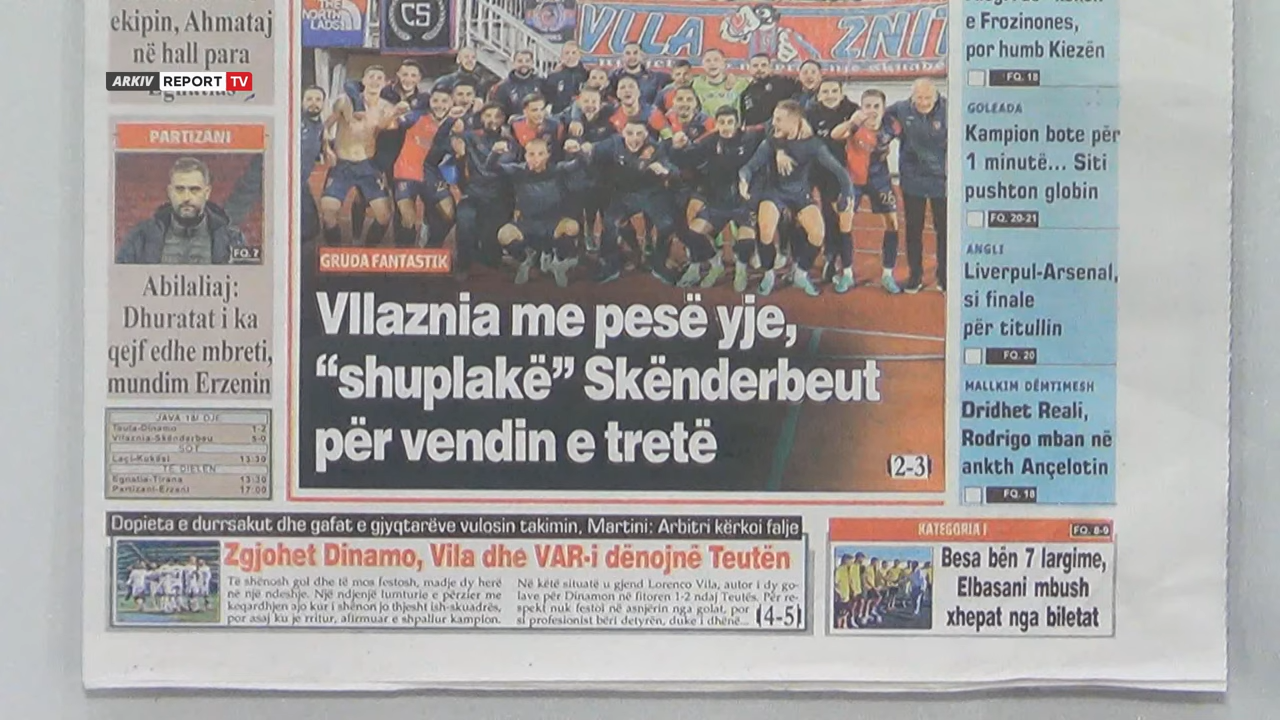 ekipin, Ahmataj
në hall para
ARKIV REPORT TV
PARTIZANI
FQ. 7
Abilaliaj:
Dhuratat i ka
qejf edhe mbreti,
mundim Erzenin
JAVA 18/ DJE
Teuta-Dinamo 1-2
Vllaznia-Skënderbeu 5-0
SOT
Laçi-Kukësi 13:30
TË DIELËN
Egnatia-Tirana 13:30
Partizani-Erzeni 17:00
THE NORTH
LADS
CS
VLLA
ZNI
GRUDA FANTASTIK
Vllaznia me pesë yje,
“shuplakë” Skënderbeut
për vendin e tretë
2-3
e Frozinones,
por humb Kiezën
FQ. 18
GOLEADA
Kampion bote për
1 minutë... Siti
pushton globin
FQ. 20-21
ANGLI
Liverpul-Arsenal,
si finale
për titullin
FQ. 20
MALLKIM DËMTIMESH
Dridhet Reali,
Rodrigo mban në
ankth Ançelotin
FQ. 18
Dopieta e durrsakut dhe gafat e gjyqtarëve vulosin takimin, Martini: Arbitri kërkoi falje
Zgjohet Dinamo, Vila dhe VAR-i dënojnë Teutën
Të shënosh gol dhe të mos festosh, madje dy herë
në një ndeshje. Një ndjenjë lumturie e përzier me
keqardhjen ajo kur i shënon jo thjesht ish-skuadrës,
por asaj ku je rritur, afirmuar e shpallur kampion.
Në këtë situatë u gjend Lorenco Vila, autor i dy go-
lave për Dinamon në fitoren 1-2 ndaj Teutës. Për re-
spekt nuk festoi në asnjërin nga golat, por
si profesionist bëri detyrën, duke i dhënë...
4-5
KATEGORIA I
FQ. 8-9
Besa bën 7 largime,
Elbasani mbush
xhepat nga biletat